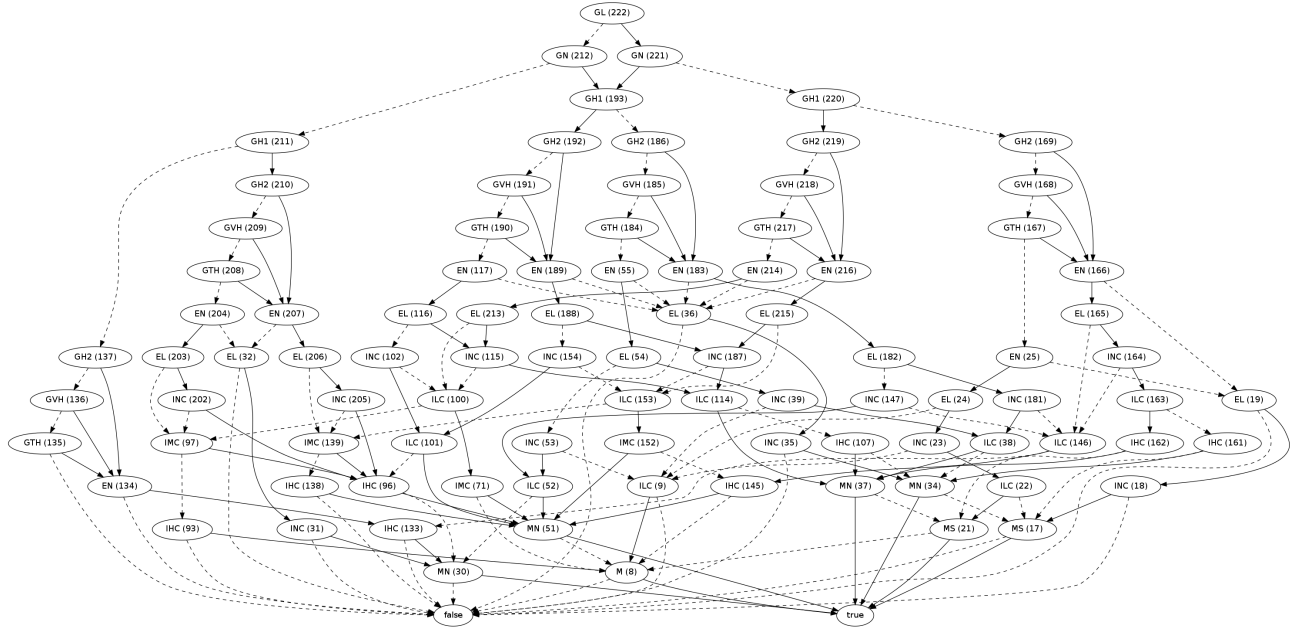 GL (222)
GN (212) GN (221)
GH1 (193) GH1 (220)
GH1 (211) GH2 (192) GH2 (186) GH2 (219) GH2 (169)
GH2 (210) GVH (191) GVH (185) GVH (218) GVH (168)
GVH (209) GTH (190) GTH (184) GTH (217) GTH (167)
GTH (208) EN (117) EN (189) EN (55) EN (183) EN (214) EN (216) EN (166)
EN (204) EN (207) EL (116) EL (213) EL (188) EL (36) EL (215) EL (165)
GH2 (137) EL (203) EL (32) EL (206) INC (102) INC (115) INC (154) EL (54) INC (187) EL (182) EN (25) INC (164)
GVH (136) INC (202) INC (205) ILC (100) ILC (153) ILC (114) INC (39) INC (147) EL (24) INC (181) ILC (163) EL (19)
GTH (135) IMC (97) IMC (139) ILC (101) INC (53) IMC (152) INC (35) IHC (107) INC (23) ILC (38) ILC (146) IHC (162) IHC (161)
EN (134) IHC (138) IHC (96) IMC (71) ILC (52) ILC (9) IHC (145) MN (37) MN (34) ILC (22) INC (18)
IHC (93) INC (31) IHC (133) MN (51) MS (21) MS (17)
MN (30) M (8)
false true